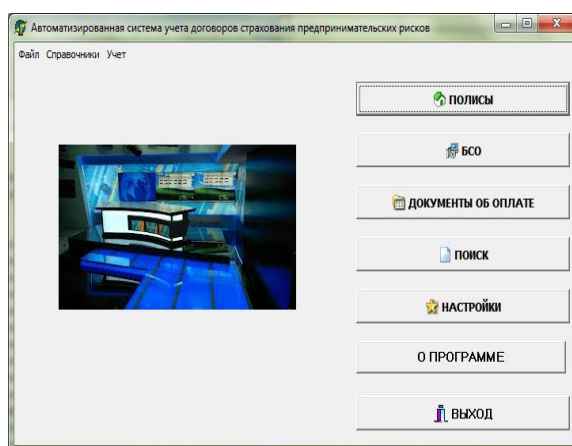 Автоматизированная система учета договоров страхования предпринимательских рисков
Файл Справочники Учет
ПОЛИСЫ
БСО
ДОКУМЕНТЫ ОБ ОПЛАТЕ
ПОИСК
НАСТРОЙКИ
О ПРОГРАММЕ
ВЫХОД